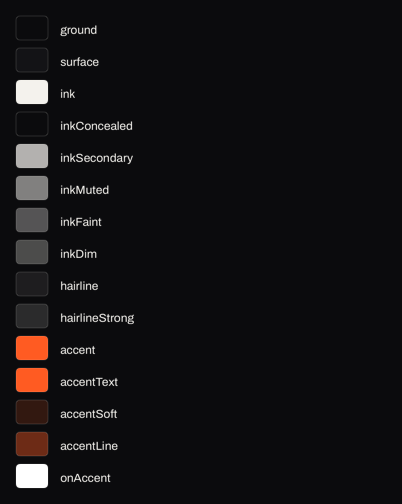 ground
surface
ink
inkConcealed
inkSecondary
inkMuted
inkFaint
inkDim
hairline
hairlineStrong
accent
accentText
accentSoft
accentLine
onAccent